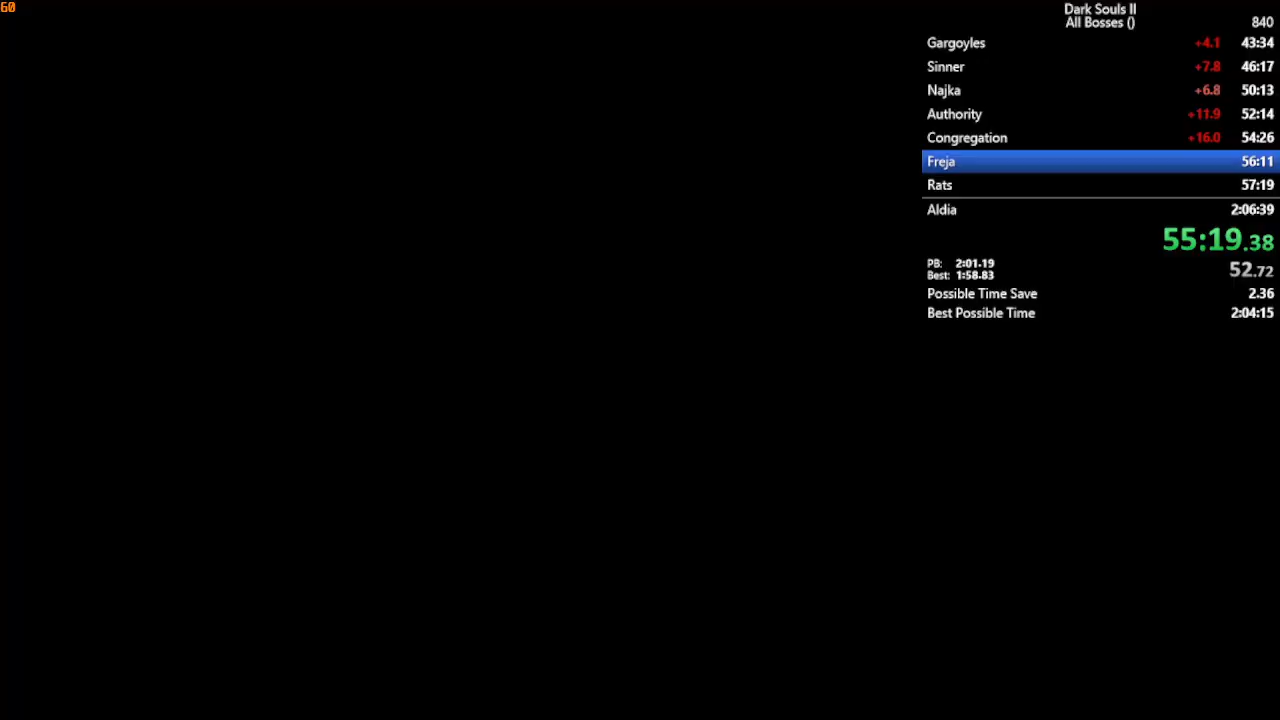 60
Dark Souls II
All Bosses () 840
Gargoyles +4.1 43:34
Sinner +7.8 46:17
Najka +6.8 50:13
Authority +11.9 52:14
Congregation +16.0 54:26
Freja 56:11
Rats 57:19
Aldia 2:06:39
55:19.38
PB: 2:01.19 52.72
Best: 1:58.83
Possible Time Save 2.36
Best Possible Time 2:04:15